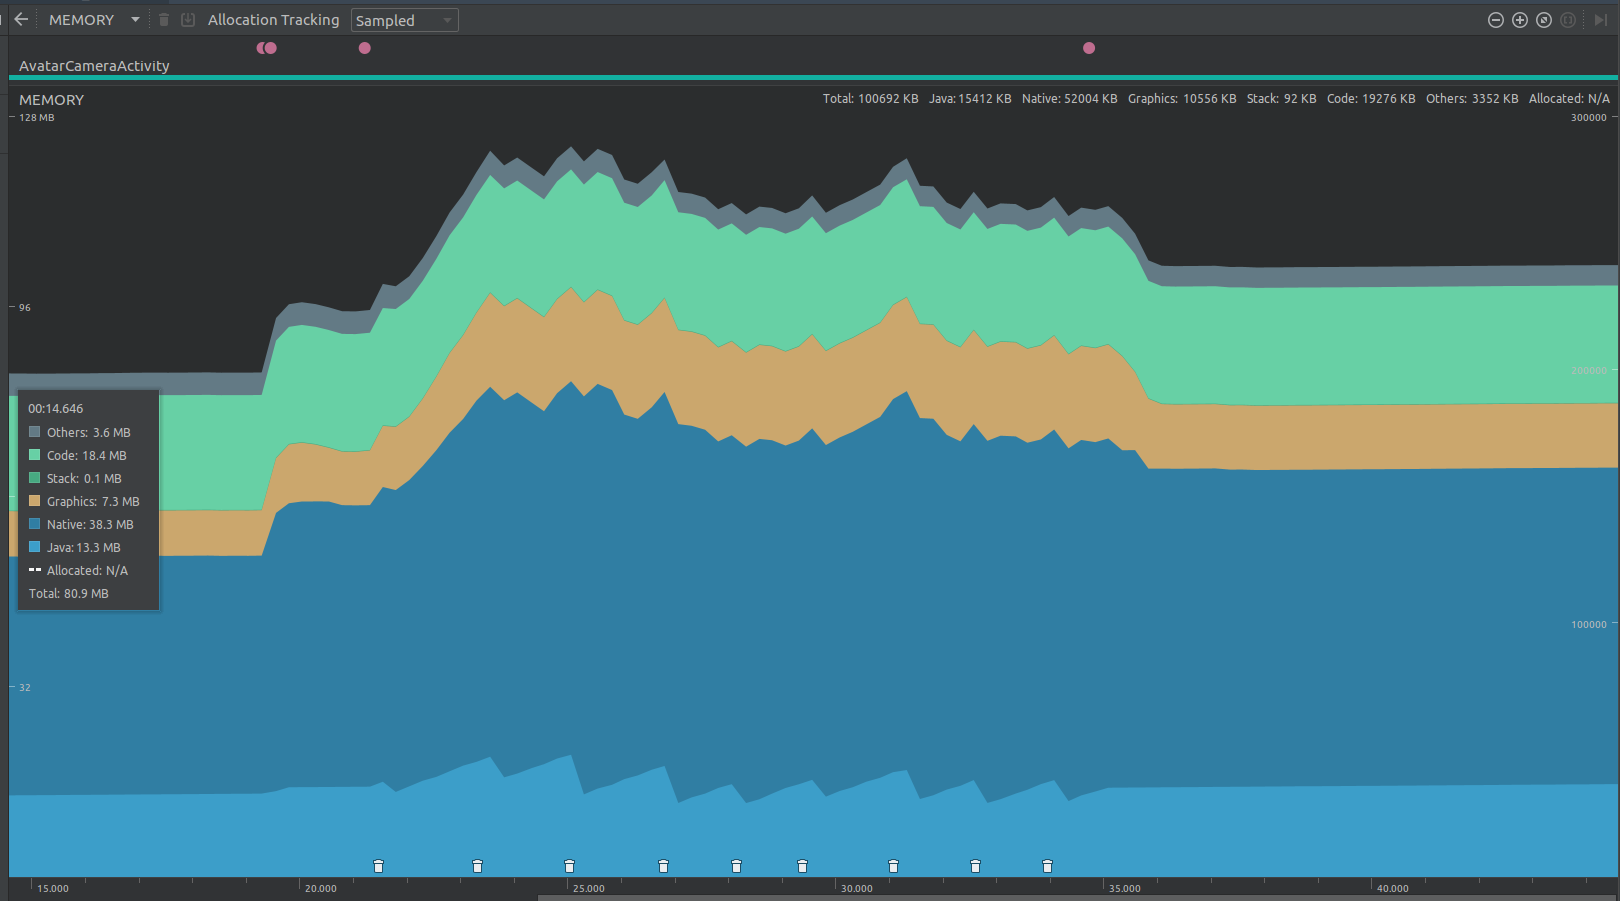 MEMORY Allocation Tracking Sampled
AvatarCameraActivity
MEMORY Total: 100692 KB Java: 15412 KB Native: 52004 KB Graphics: 10556 KB Stack: 92 KB Code: 19276 KB Others: 3352 KB Allocated: N/A
128 MB 300000
96
200000
00:14.646
Others: 3.6 MB
Code: 18.4 MB
Stack: 0.1 MB
Graphics: 7.3 MB
Native: 38.3 MB
Java: 13.3 MB
Allocated: N/A
Total: 80.9 MB
100000
32
15.000 20.000 25.000 30.000 35.000 40.000